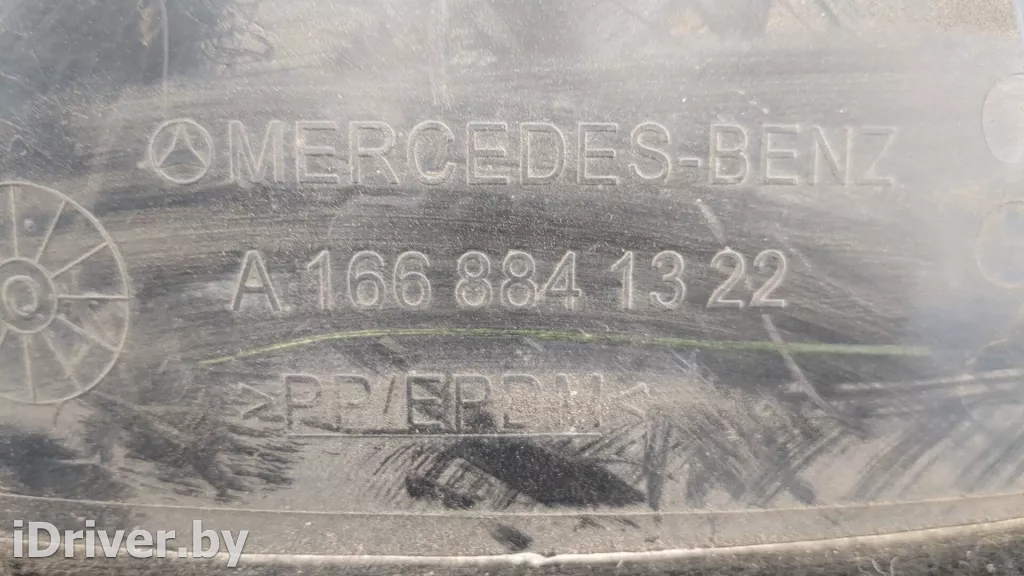 MERCEDES-BENZ
A 166 884 13 22
>PP/EPDM<
iDriver.by